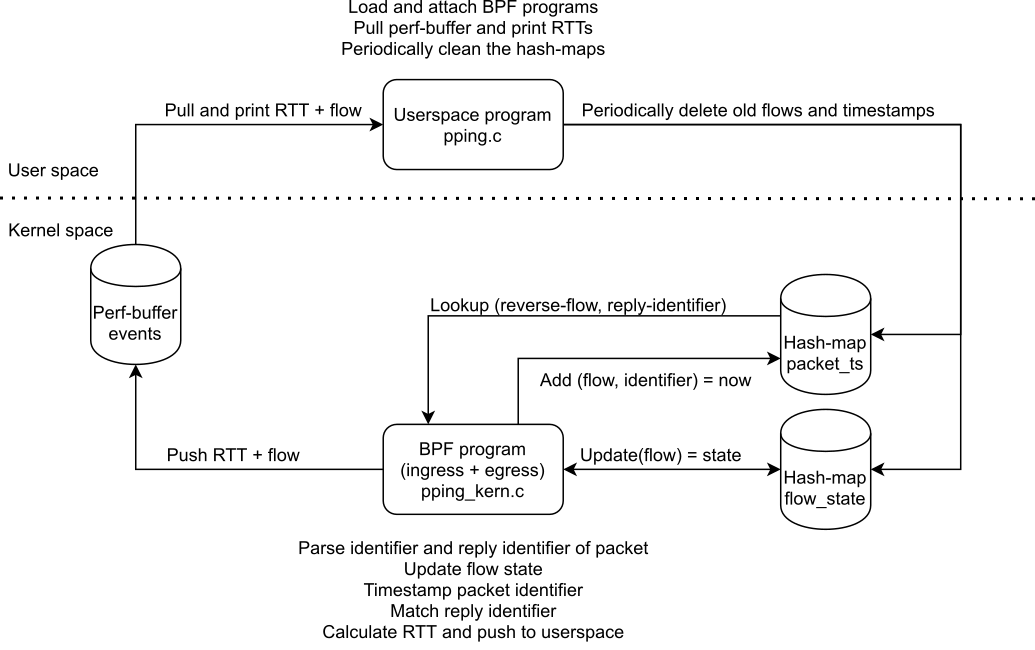 Load and attach BPF programs
Pull perf-buffer and print RTTs
Periodically clean the hash-maps
Pull and print RTT + flow
Userspace program
pping.c
Periodically delete old flows and timestamps
User space
Kernel space
Perf-buffer
events
Lookup (reverse-flow, reply-identifier)
Hash-map
packet_ts
Add (flow, identifier) = now
Push RTT + flow
BPF program
(ingress + egress)
pping_kern.c
Update(flow) = state
Hash-map
flow_state
Parse identifier and reply identifier of packet
Update flow state
Timestamp packet identifier
Match reply identifier
Calculate RTT and push to userspace